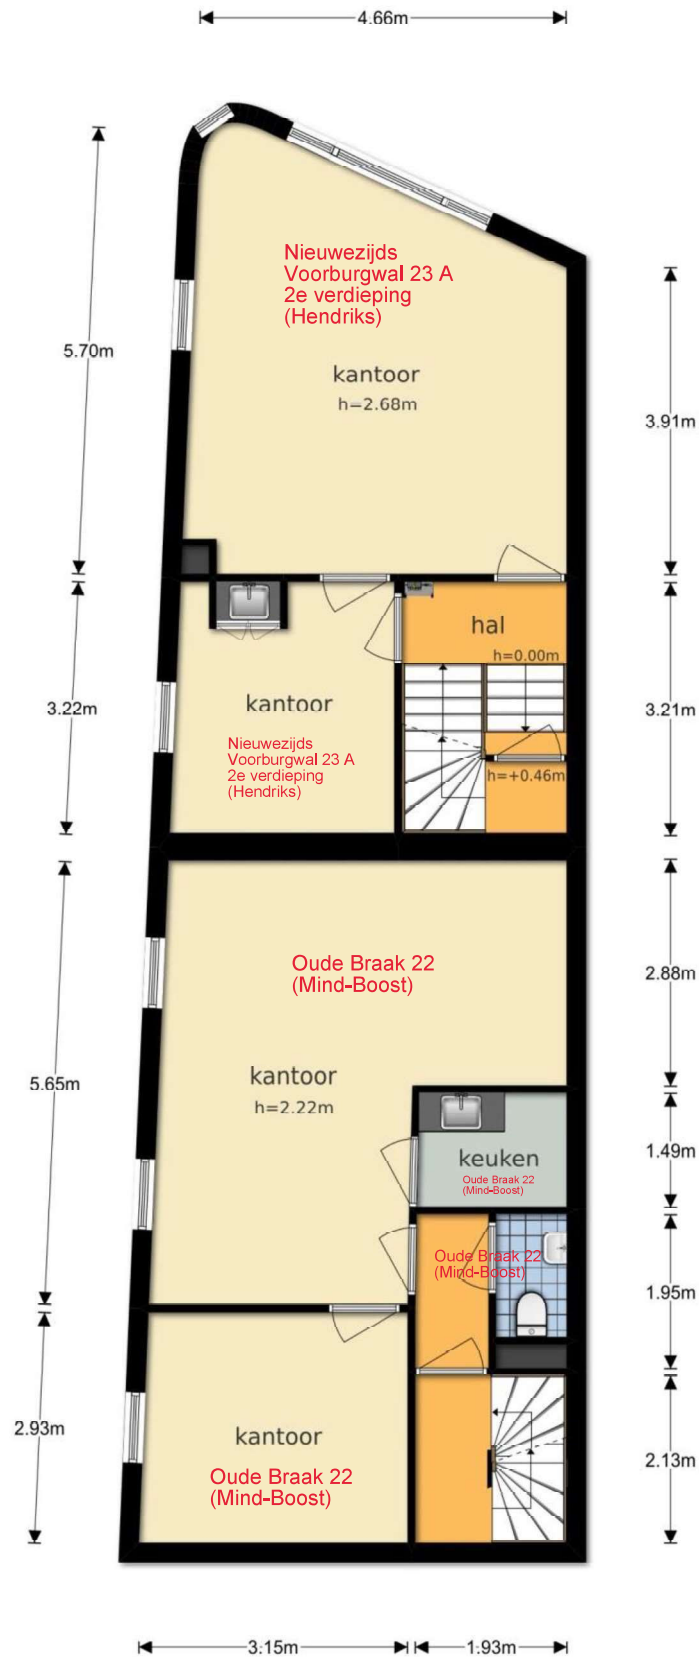 4.66m
Nieuwezijds
Voorburgwal 23 A
2e verdieping
(Hendriks)
5.70m
kantoor
h=2.68m
3.91m
hal
h=0.00m
3.22m
kantoor
3.21m
Nieuwezijds
Voorburgwal 23 A
2e verdieping
(Hendriks)
h=+0.46m
Oude Braak 22
(Mind-Boost)
2.88m
5.65m
kantoor
h=2.22m
1.49m
keuken
Oude Braak 22
(Mind-Boost)
Oude Braak 22
(Mind-Boost)
1.95m
2.93m
kantoor
2.13m
Oude Braak 22
(Mind-Boost)
3.15m
1.93m